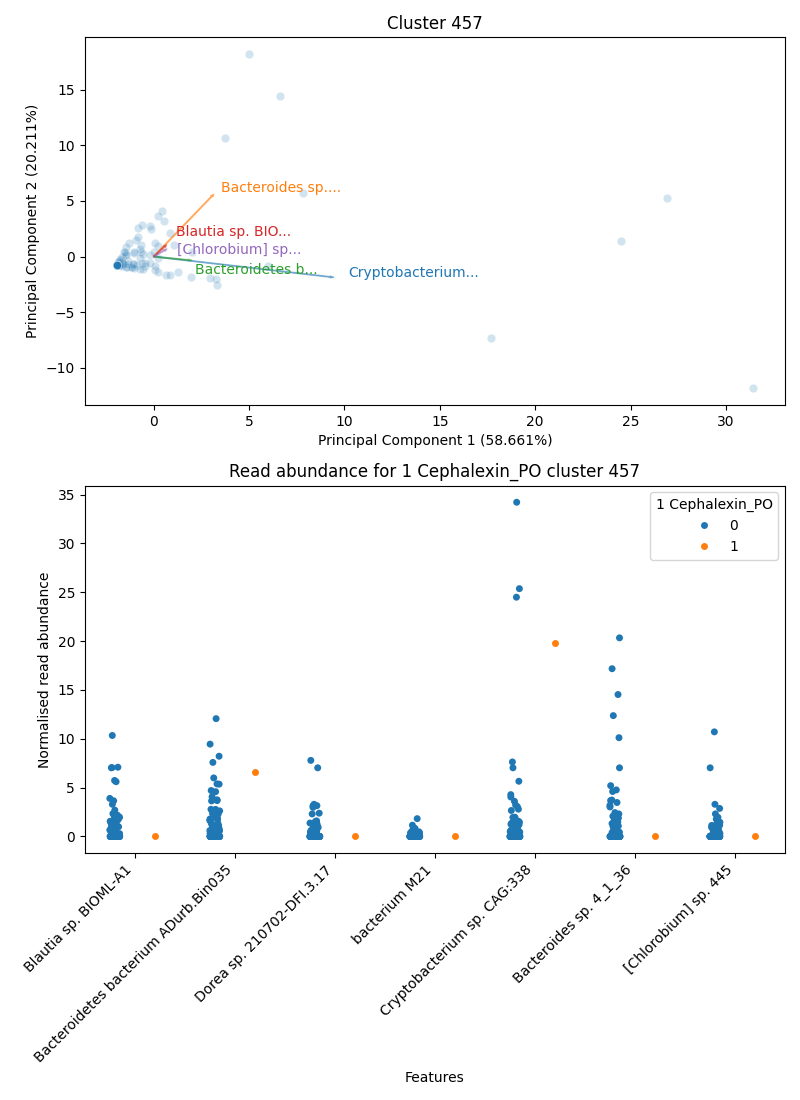 Cluster 457
Principal Component 2 (20.211%)
15
10
5
0
−5
−10
Bacteroides sp....
Blautia sp. BIO...
[Chlorobium] sp...
Bacteroidetes b...
Cryptobacterium...
0
5
10
15
20
25
30
Principal Component 1 (58.661%)
Read abundance for 1 Cephalexin_PO cluster 457
Normalised read abundance
35
30
25
20
15
10
5
0
1 Cephalexin_PO
0
1
Blautia sp. BIOML-A1
Bacteroidetes bacterium ADurb.Bin035
Dorea sp. 210702-DFI.3.17
bacterium M21
Cryptobacterium sp. CAG:338
Bacteroides sp. 4_1_36
[Chlorobium] sp. 445
Features